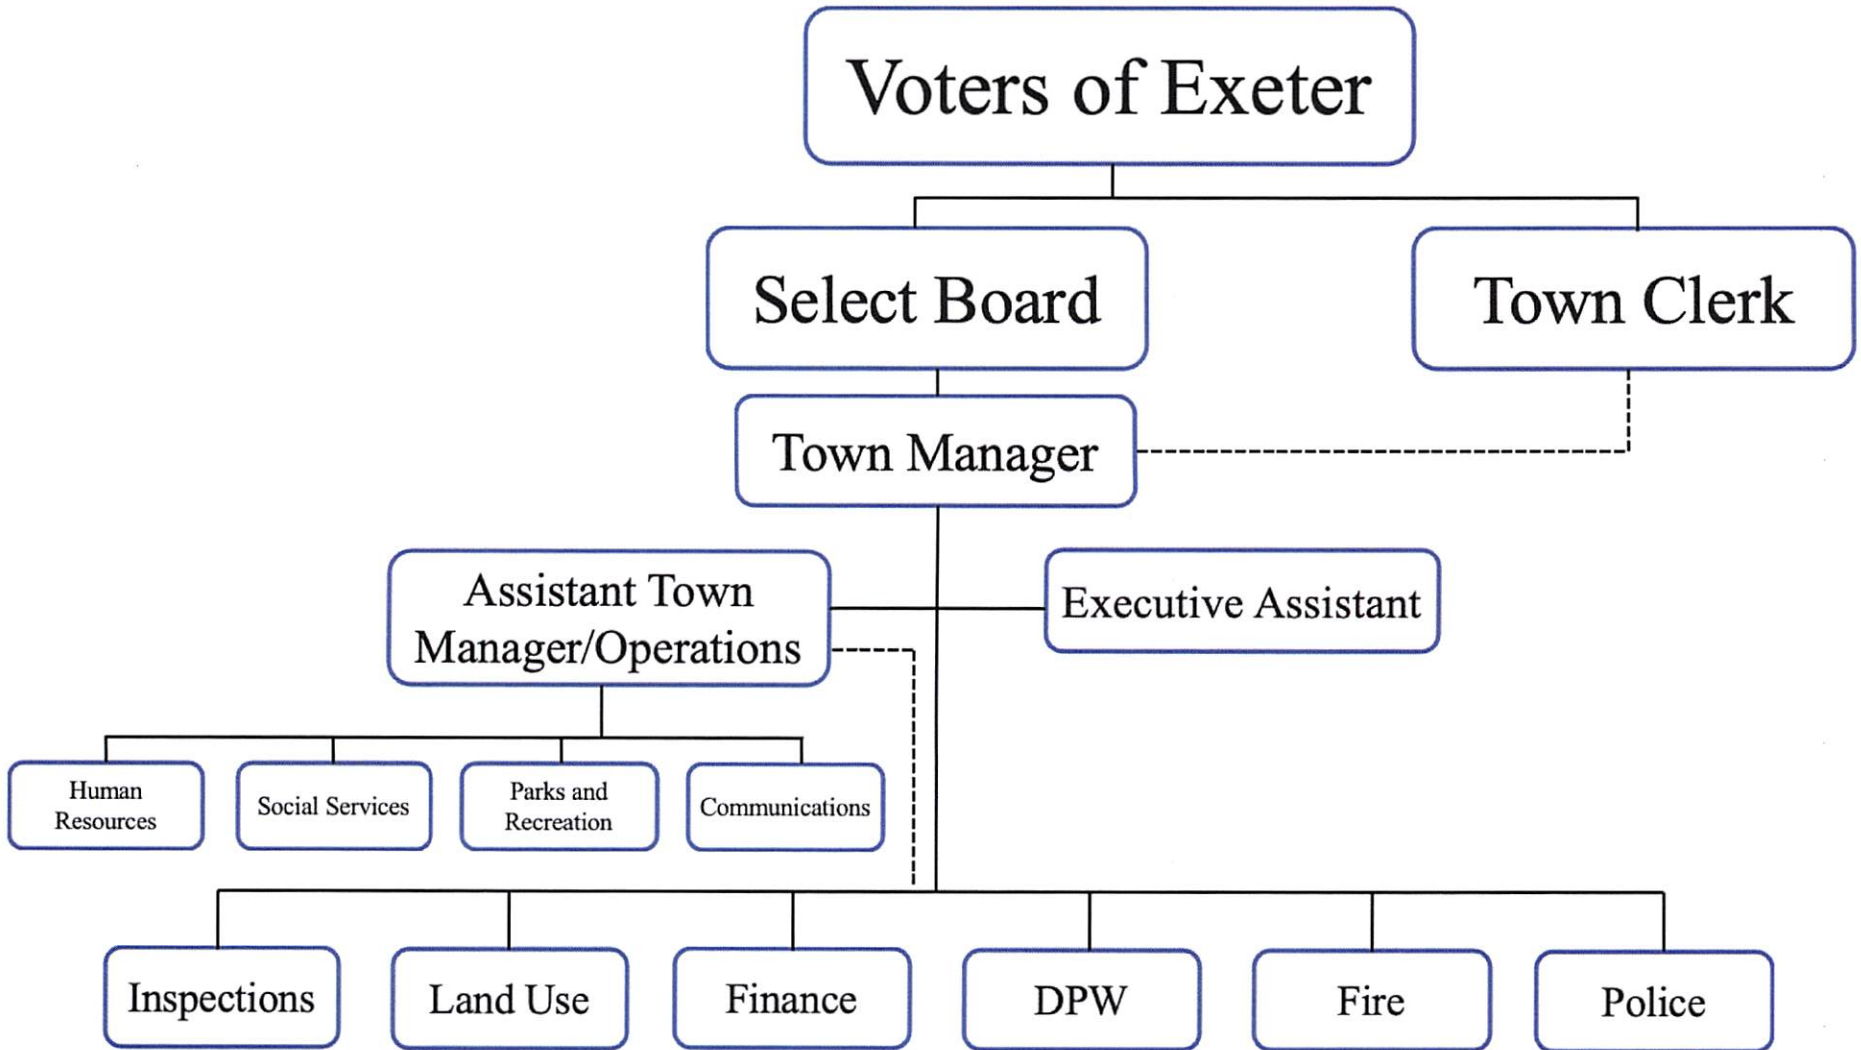 Voters of Exeter
Select Board
Town Clerk
Town Manager
Assistant Town
Manager/Operations
Executive Assistant
Human
Resources
Social Services
Parks and
Recreation
Communications
Inspections
Land Use
Finance
DPW
Fire
Police